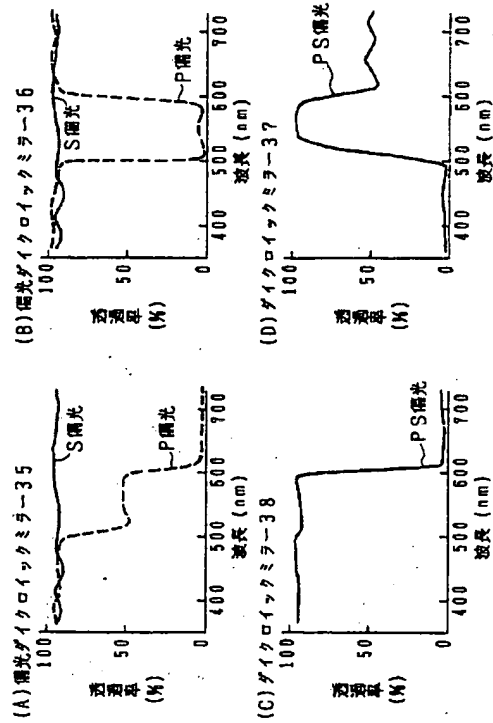 (A)偏光ダイクロイックミラー35
100
50
0
透過率
(%)
S偏光
P偏光
400 500 600 700
波長 (nm)
(B)偏光ダイクロイックミラー36
100
50
0
透過率
(%)
S偏光
P偏光
400 500 600 700
波長 (nm)
(C)ダイクロイックミラー38
100
50
0
透過率
(%)
PS偏光
400 500 600 700
波長 (nm)
(D)ダイクロイックミラー37
100
50
0
透過率
(%)
PS偏光
400 500 600 700
波長 (nm)